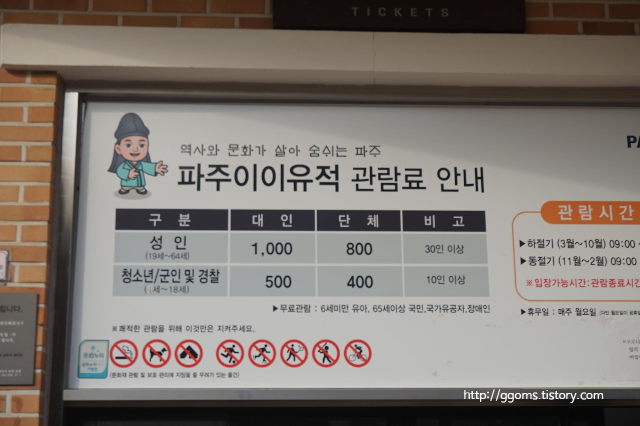 TICKETS
역사와 문화가 살아 숨쉬는 파주
파주이이유적 관람료 안내
구 분 대 인 단 체 비 고
성 인 1,000 800 30인 이상
(19세~64세)
청소년/군인 및 경찰 500 400 10인 이상
세~18세)
▶무료관람 : 6세미만 유아, 65세이상 국민,국가유공자,장애인
※쾌적한 관람을 위해 이것만은 지켜주세요.
PA
관람시간
▶하절기 (3월~10월) 09:00
▶동절기 (11월~2월) 09:00
※입장가능시간:관람종료시간
▶휴무일 : 매주 월요일
http://ggoms.tistory.com